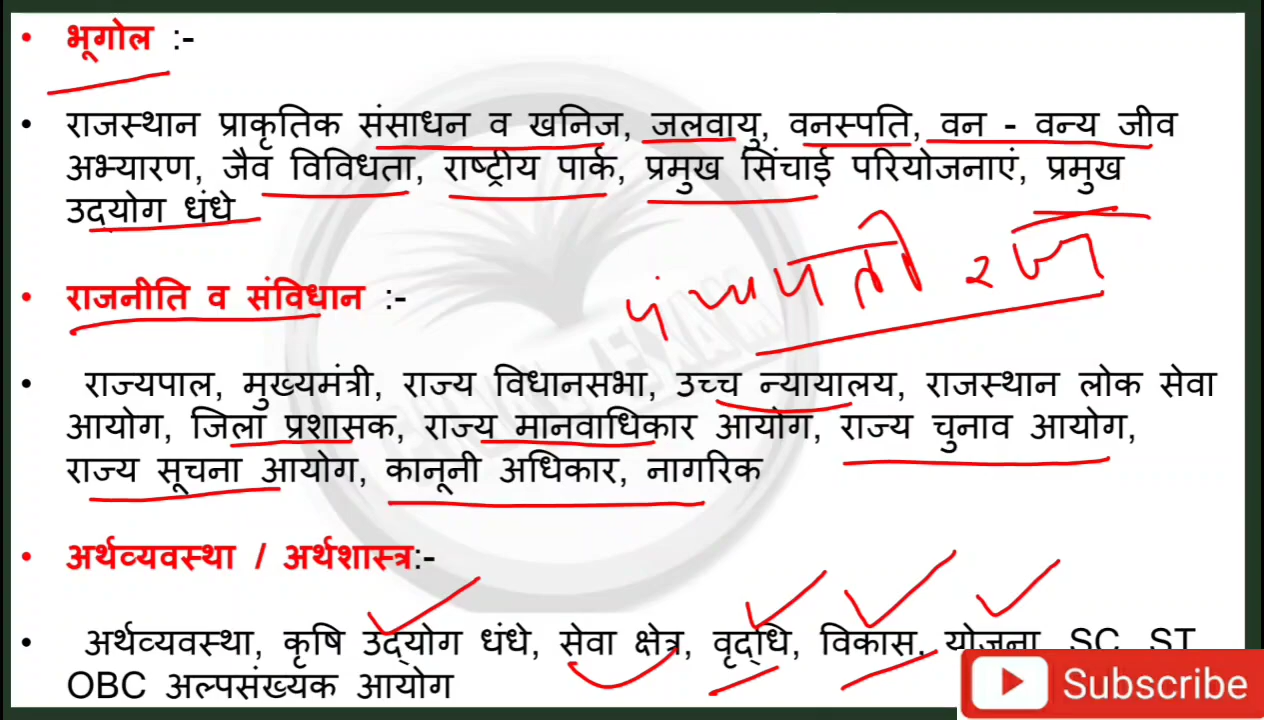 • भूगोल :-
• राजस्थान प्राकृतिक संसाधन व खनिज, जलवायु, वनस्पति, वन - वन्य जीव
अभ्यारण, जैव विविधता, राष्ट्रीय पार्क, प्रमुख सिंचाई परियोजनाएं, प्रमुख
उद्योग धंधे
पंचायती राज
• राजनीति व संविधान :-
• राज्यपाल, मुख्यमंत्री, राज्य विधानसभा, उच्च न्यायालय, राजस्थान लोक सेवा
आयोग, जिला प्रशासक, राज्य मानवाधिकार आयोग, राज्य चुनाव आयोग,
राज्य सूचना आयोग, कानूनी अधिकार, नागरिक
• अर्थव्यवस्था / अर्थशास्त्र:-
• अर्थव्यवस्था, कृषि उद्योग धंधे, सेवा क्षेत्र, वृद्धि, विकास, योजना, SC, ST
OBC अल्पसंख्यक आयोग
Subscribe